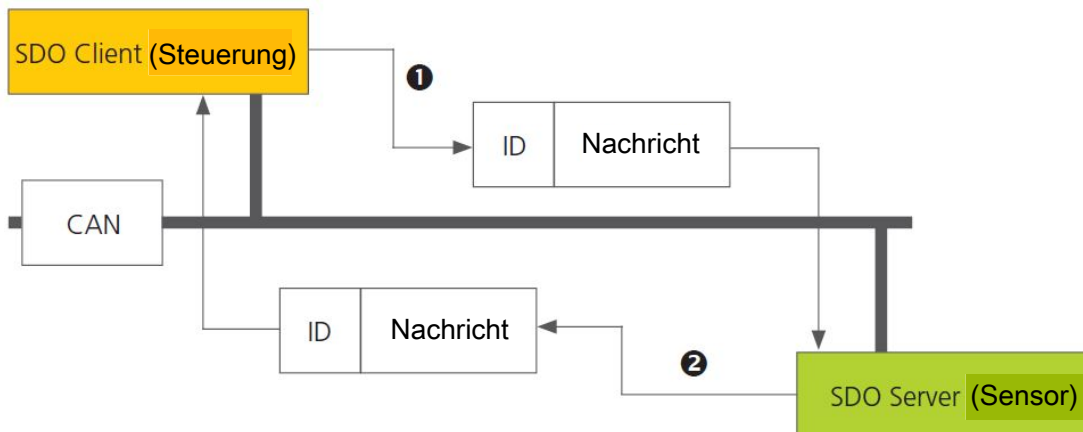 SDO Client (Steuerung)
❶
ID Nachricht
CAN
ID Nachricht
❷
SDO Server (Sensor)